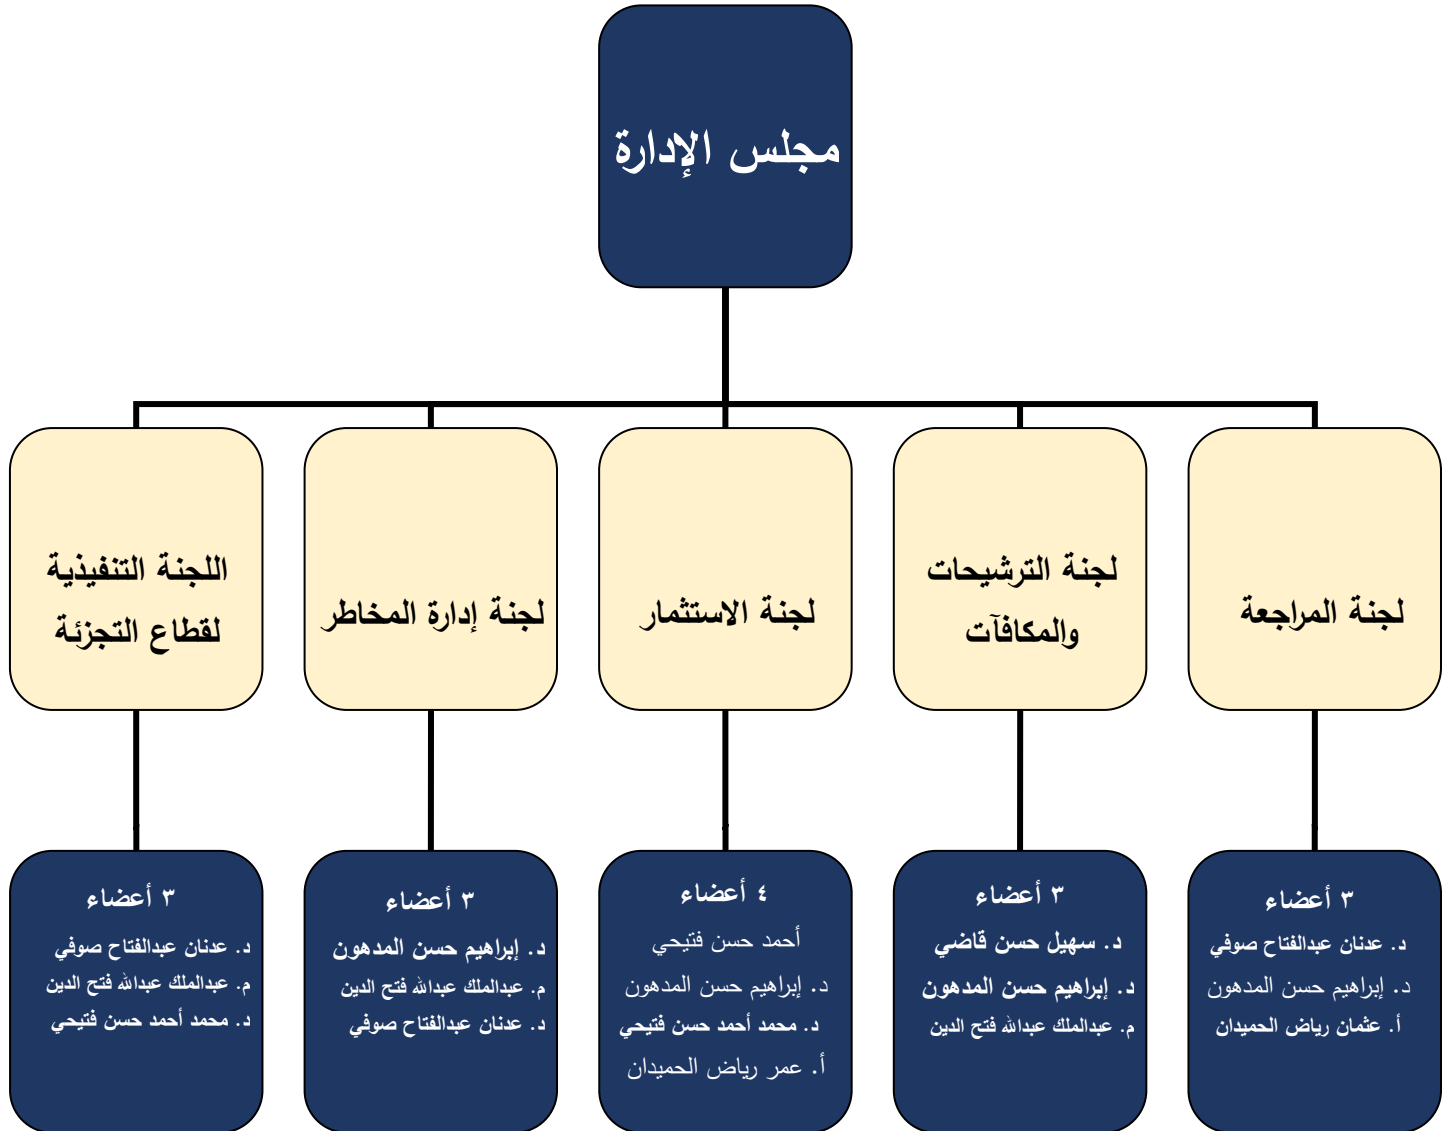 مجلس الإدارة
لجنة المراجعة
لجنة الترشيحات
والمكافآت
لجنة الاستثمار
لجنة إدارة المخاطر
اللجنة التنفيذية
لقطاع التجزئة
٣ أعضاء
د. عدنان عبدالفتاح صوفي
د. إبراهيم حسن المدهون
أ. عثمان رياض الحميدان
٣ أعضاء
د. سهيل حسن قاضي
د. إبراهيم حسن المدهون
م. عبدالملك عبدالله فتح الدين
٤ أعضاء
أحمد حسن فتيحي
د. إبراهيم حسن المدهون
د. محمد أحمد حسن فتيحي
أ. عمر رياض الحميدان
٣ أعضاء
د. إبراهيم حسن المدهون
م. عبدالملك عبدالله فتح الدين
د. عدنان عبدالفتاح صوفي
٣ أعضاء
د. عدنان عبدالفتاح صوفي
م. عبدالملك عبدالله فتح الدين
د. محمد أحمد حسن فتيحي